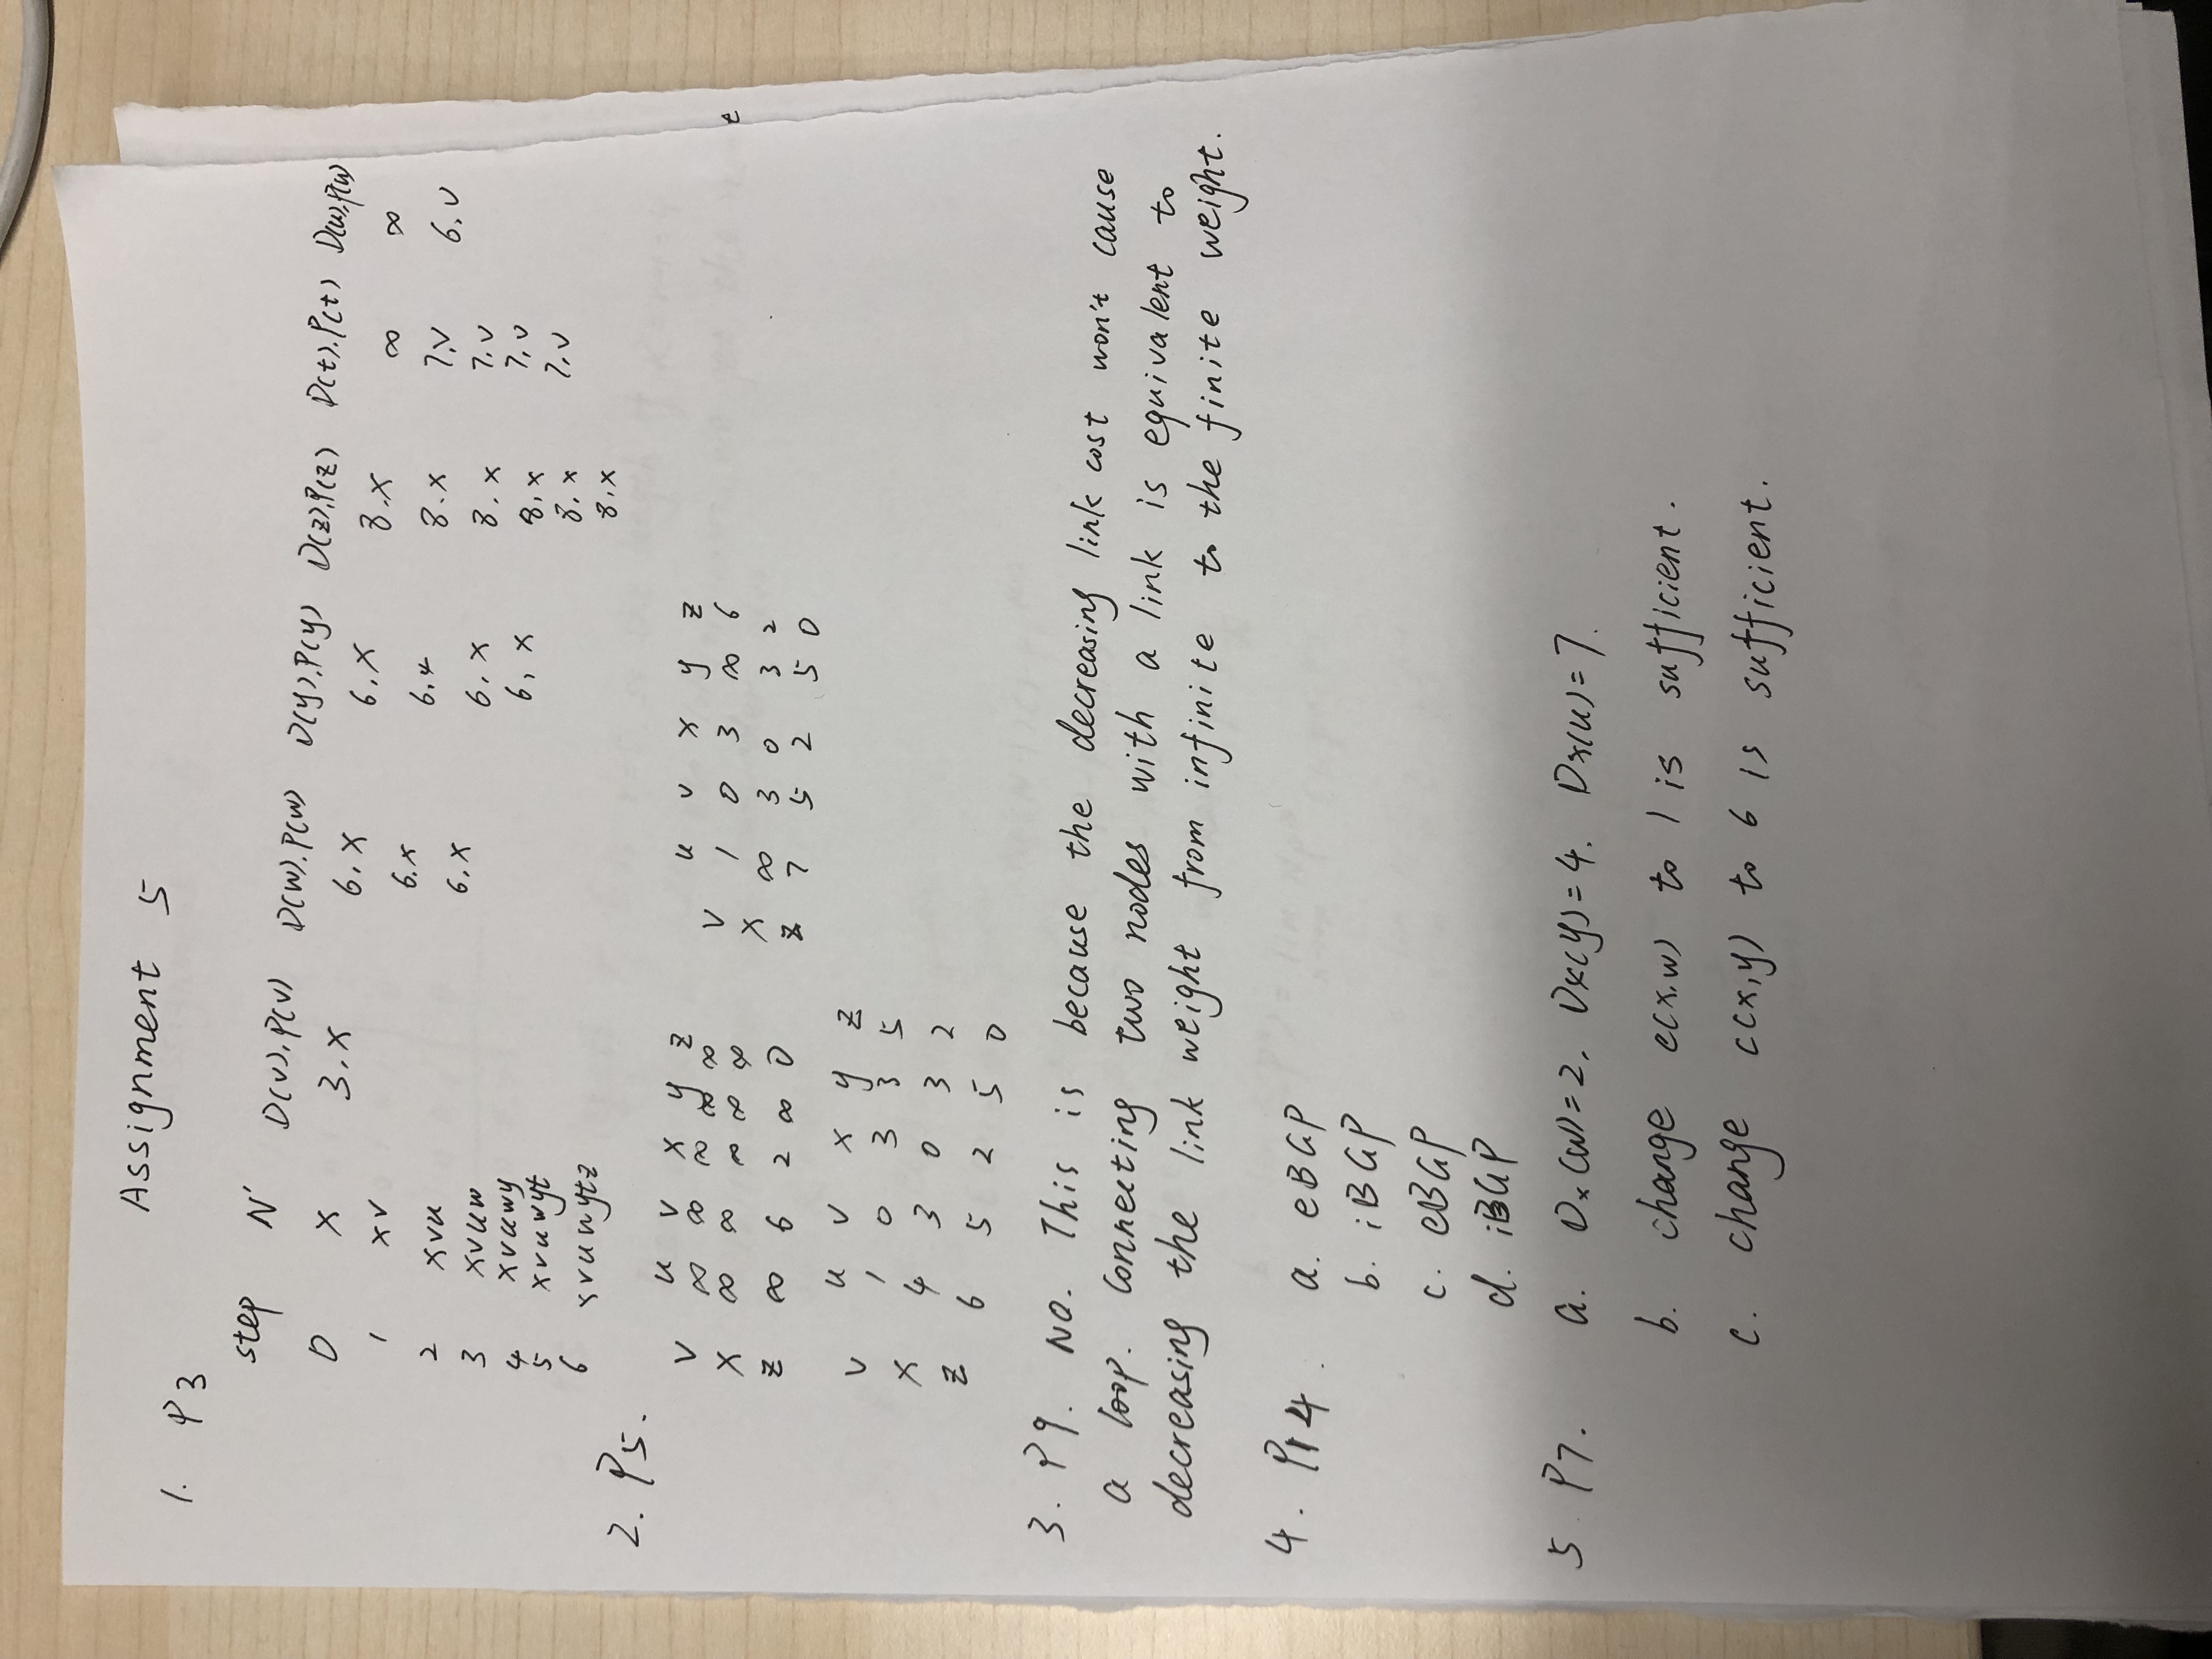 Assignment 5
1. P3
step N' D(v).P(v) D(w).P(w) D(y).P(y) D(z).P(z) D(t).P(t) D(u).P(u)
0 x 3.x 6.x 6.x 8.x ∞ ∞
1 xv 6.x 6.x 8.x 7.v 6.v
2 xvu 6.x 6.x 8.x 7.v
3 xvuw 6,x 8,x 7,v
4 xvuwy 8.x 7.v
5 xvuwyt 8.x
6 xvuwytz
2. P5.
u v x y z
v ∞ ∞ ∞ ∞ ∞
x ∞ ∞ ∞ ∞ ∞
z ∞ 6 2 ∞ 0
u v x y z
v 1 0 3 ∞ 6
x ∞ 3 0 3 2
z 7 5 2 5 0
u v x y z
v 1 0 3 3 5
x 4 3 0 3 2
z 6 5 2 5 0
3. P9. NO. This is because the decreasing link cost won't cause
a loop. Connecting two nodes with a link is equivalent to
decreasing the link weight from infinite to the finite weight.
4. P14. a. eBGP
b. iBGP
c. eBGP
d. iBGP
5 P7. a. Dx(w)=2. Dx(y)=4. Dx(u)=7.
b. change c(x,w) to 1 is sufficient.
c. change c(x,y) to 6 is sufficient.
t